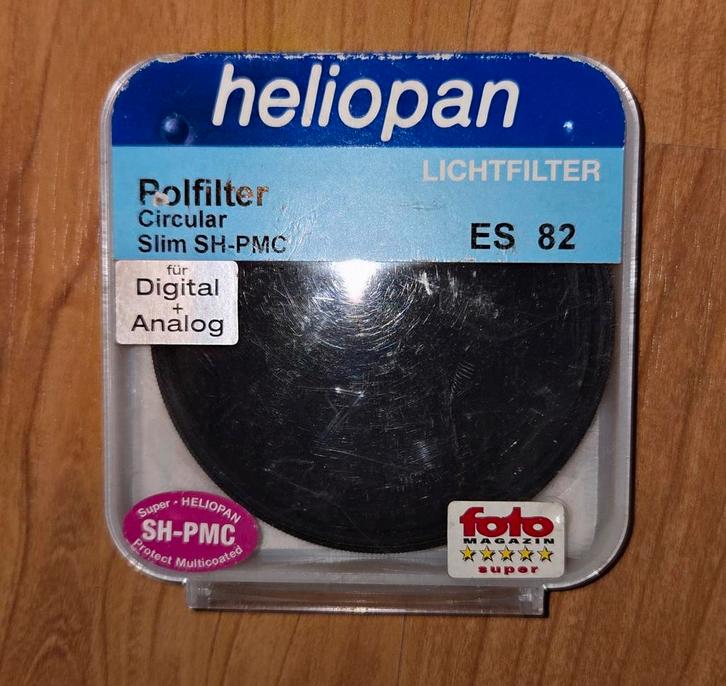 heliopan
LICHTFILTER
Polfilter
Circular
Slim SH-PMC
ES 82
für
Digital
+
Analog
Super · HELIOPAN
SH-PMC
Protect Multicoated
foto
MAGAZIN
super